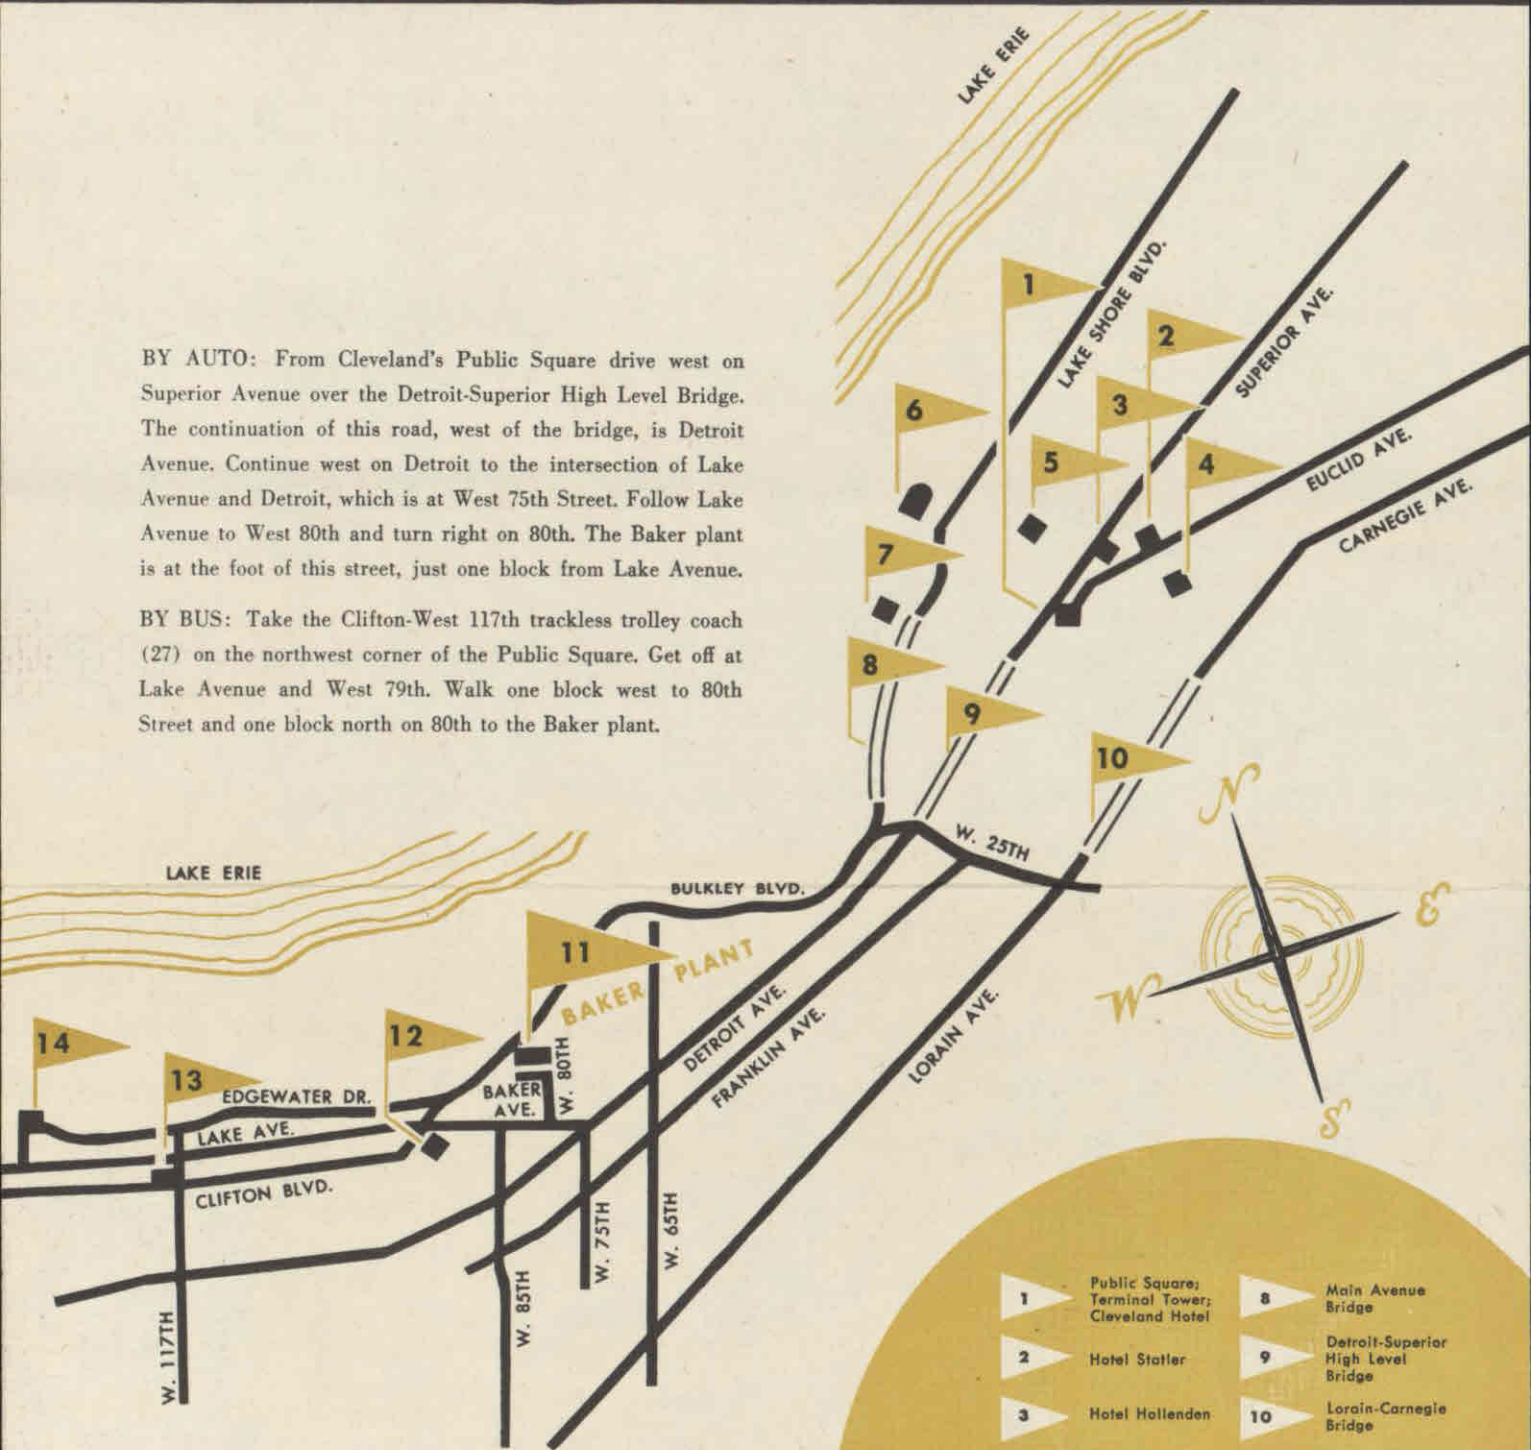 LAKE ERIE
LAKE SHORE BLVD.
SUPERIOR AVE.
1
2
3
6
5
4
EUCLID AVE.
CARNEGIE AVE.
7
8
9
10
BY AUTO: From Cleveland's Public Square drive west on
Superior Avenue over the Detroit-Superior High Level Bridge.
The continuation of this road, west of the bridge, is Detroit
Avenue. Continue west on Detroit to the intersection of Lake
Avenue and Detroit, which is at West 75th Street. Follow Lake
Avenue to West 80th and turn right on 80th. The Baker plant
is at the foot of this street, just one block from Lake Avenue.
BY BUS: Take the Clifton-West 117th trackless trolley coach
(27) on the northwest corner of the Public Square. Get off at
Lake Avenue and West 79th. Walk one block west to 80th
Street and one block north on 80th to the Baker plant.
N
E
W
S
W. 25TH
LAKE ERIE
BULKLEY BLVD.
11
BAKER PLANT
14
12
13
EDGEWATER DR.
BAKER
AVE.
W. 80TH
DETROIT AVE.
FRANKLIN AVE.
LORAIN AVE.
LAKE AVE.
CLIFTON BLVD.
W. 75TH
W. 65TH
W. 85TH
W. 117TH
1
Public Square;
Terminal Tower;
Cleveland Hotel
2
Hotel Statler
3
Hotel Hollenden
8
Main Avenue
Bridge
9
Detroit-Superior
High Level
Bridge
10
Lorain-Carnegie
Bridge